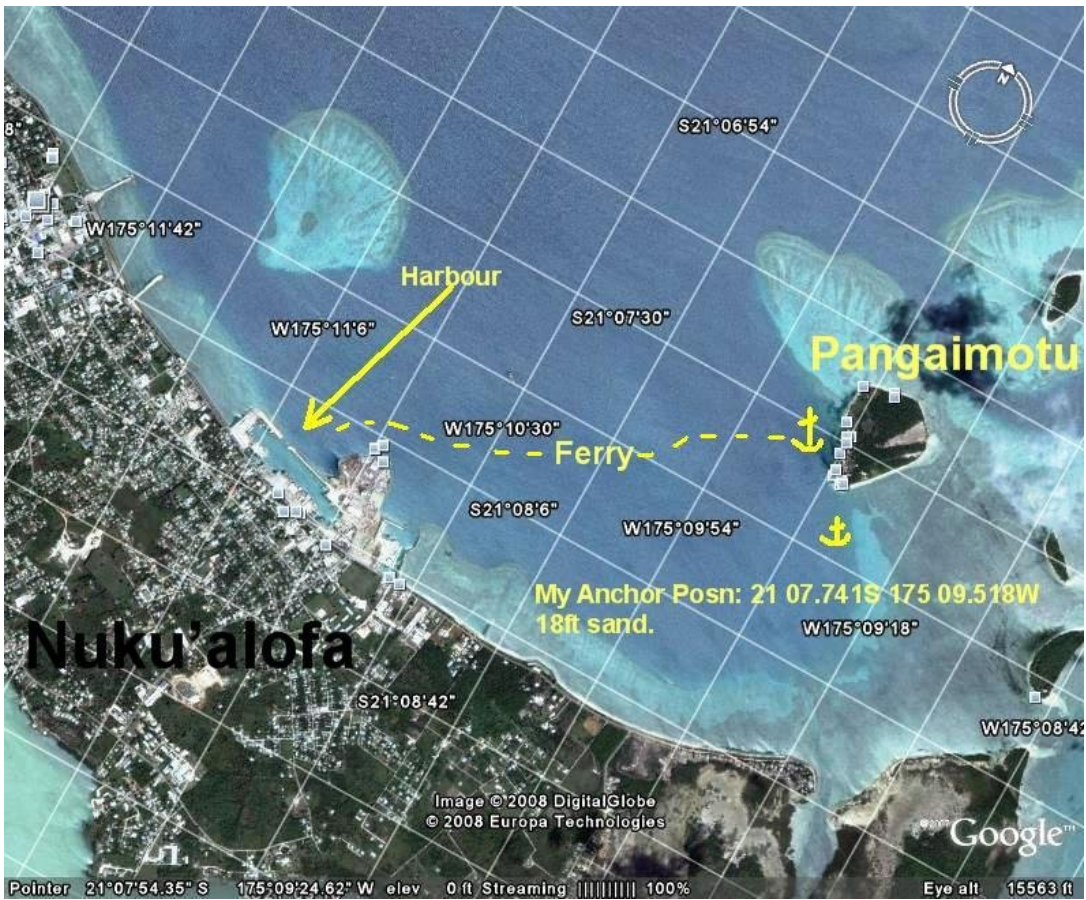 S21°06'54"
8"
W175°11'42"
Harbour
W175°11'6"
S21°07'30"
Pangaimotu
W175°10'30"
Ferry
S21°08'6"
W175°09'54"
My Anchor Posn: 21 07.741S 175 09.518W
18ft sand.
W175°09'18"
Nuku'alofa
S21°08'42"
W175°08'42
Image © 2008 DigitalGlobe
© 2008 Europa Technologies
©2007 Google™
Pointer 21°07'54.35" S 175°09'24.62" W elev 0 ft Streaming ||||||||| 100% Eye alt 15563 ft
N